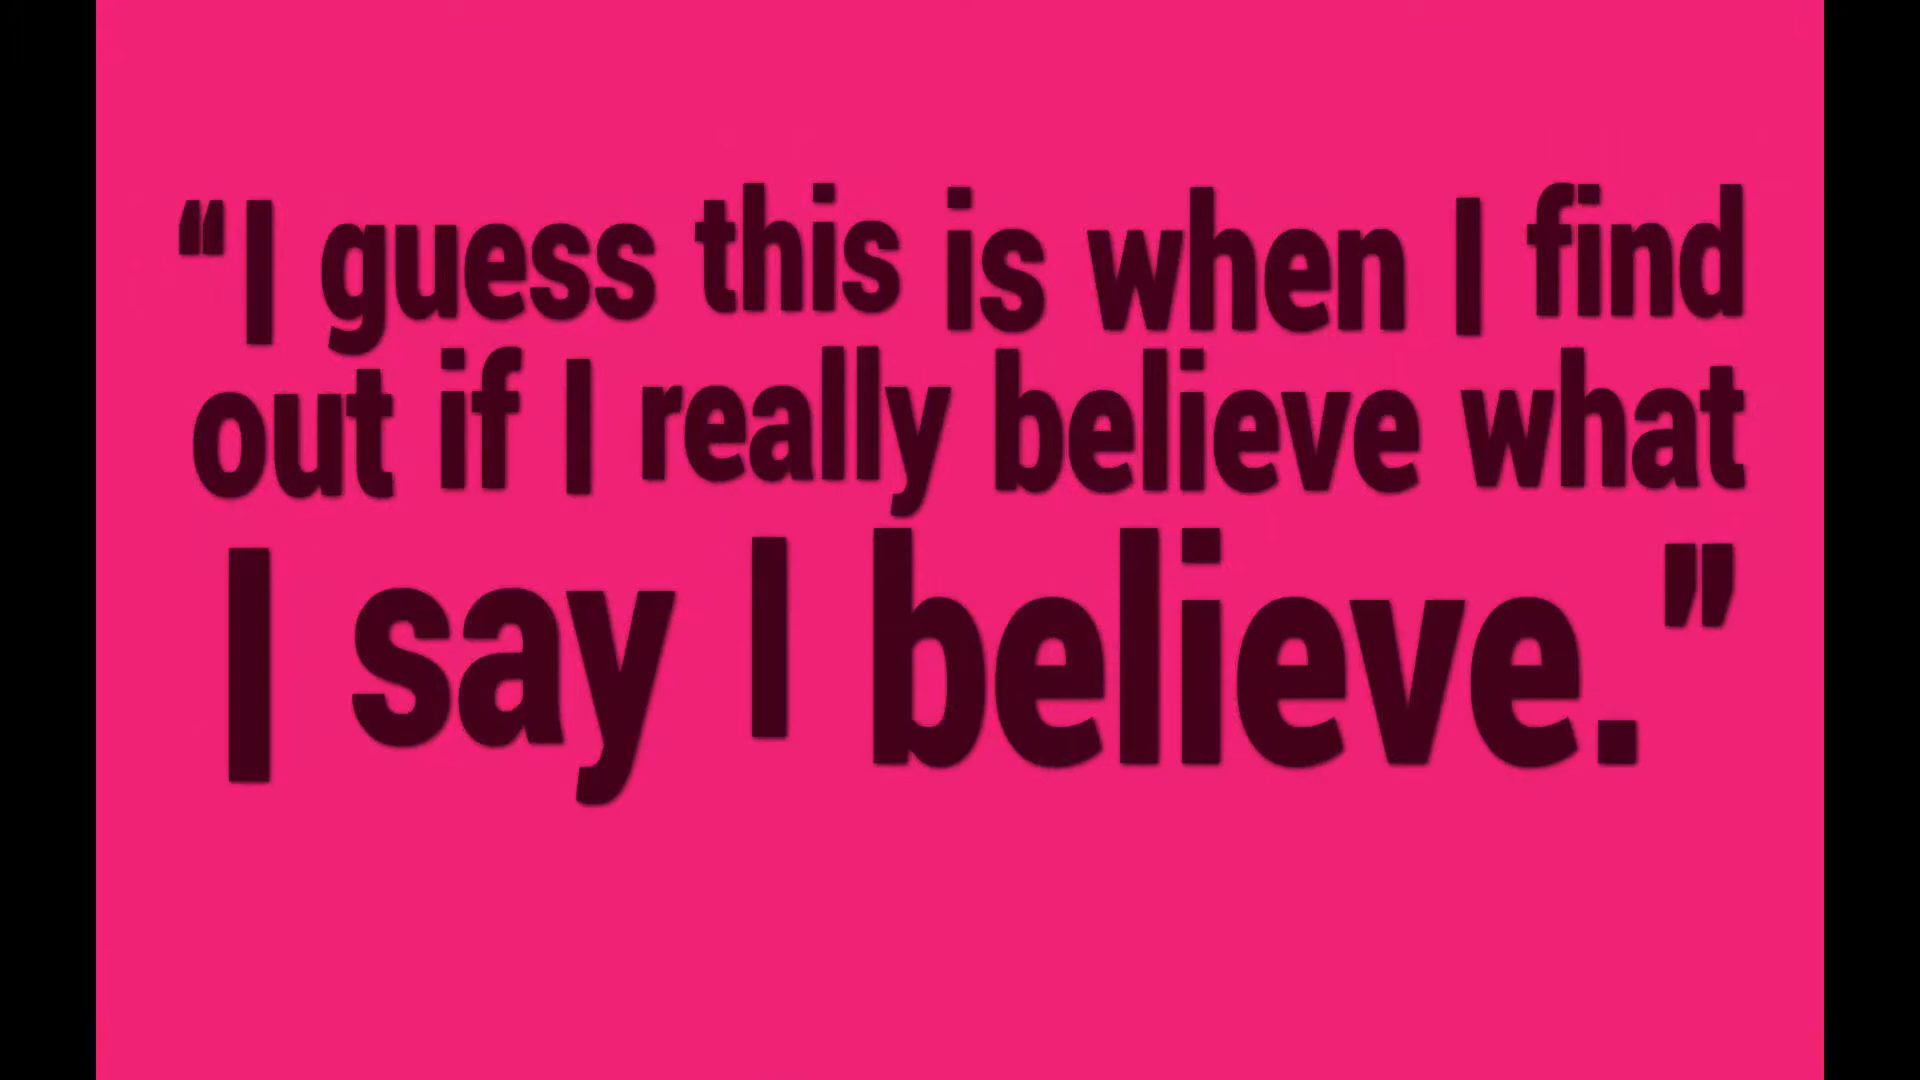 “I guess this is when I find
out if I really believe what
I say I believe.”